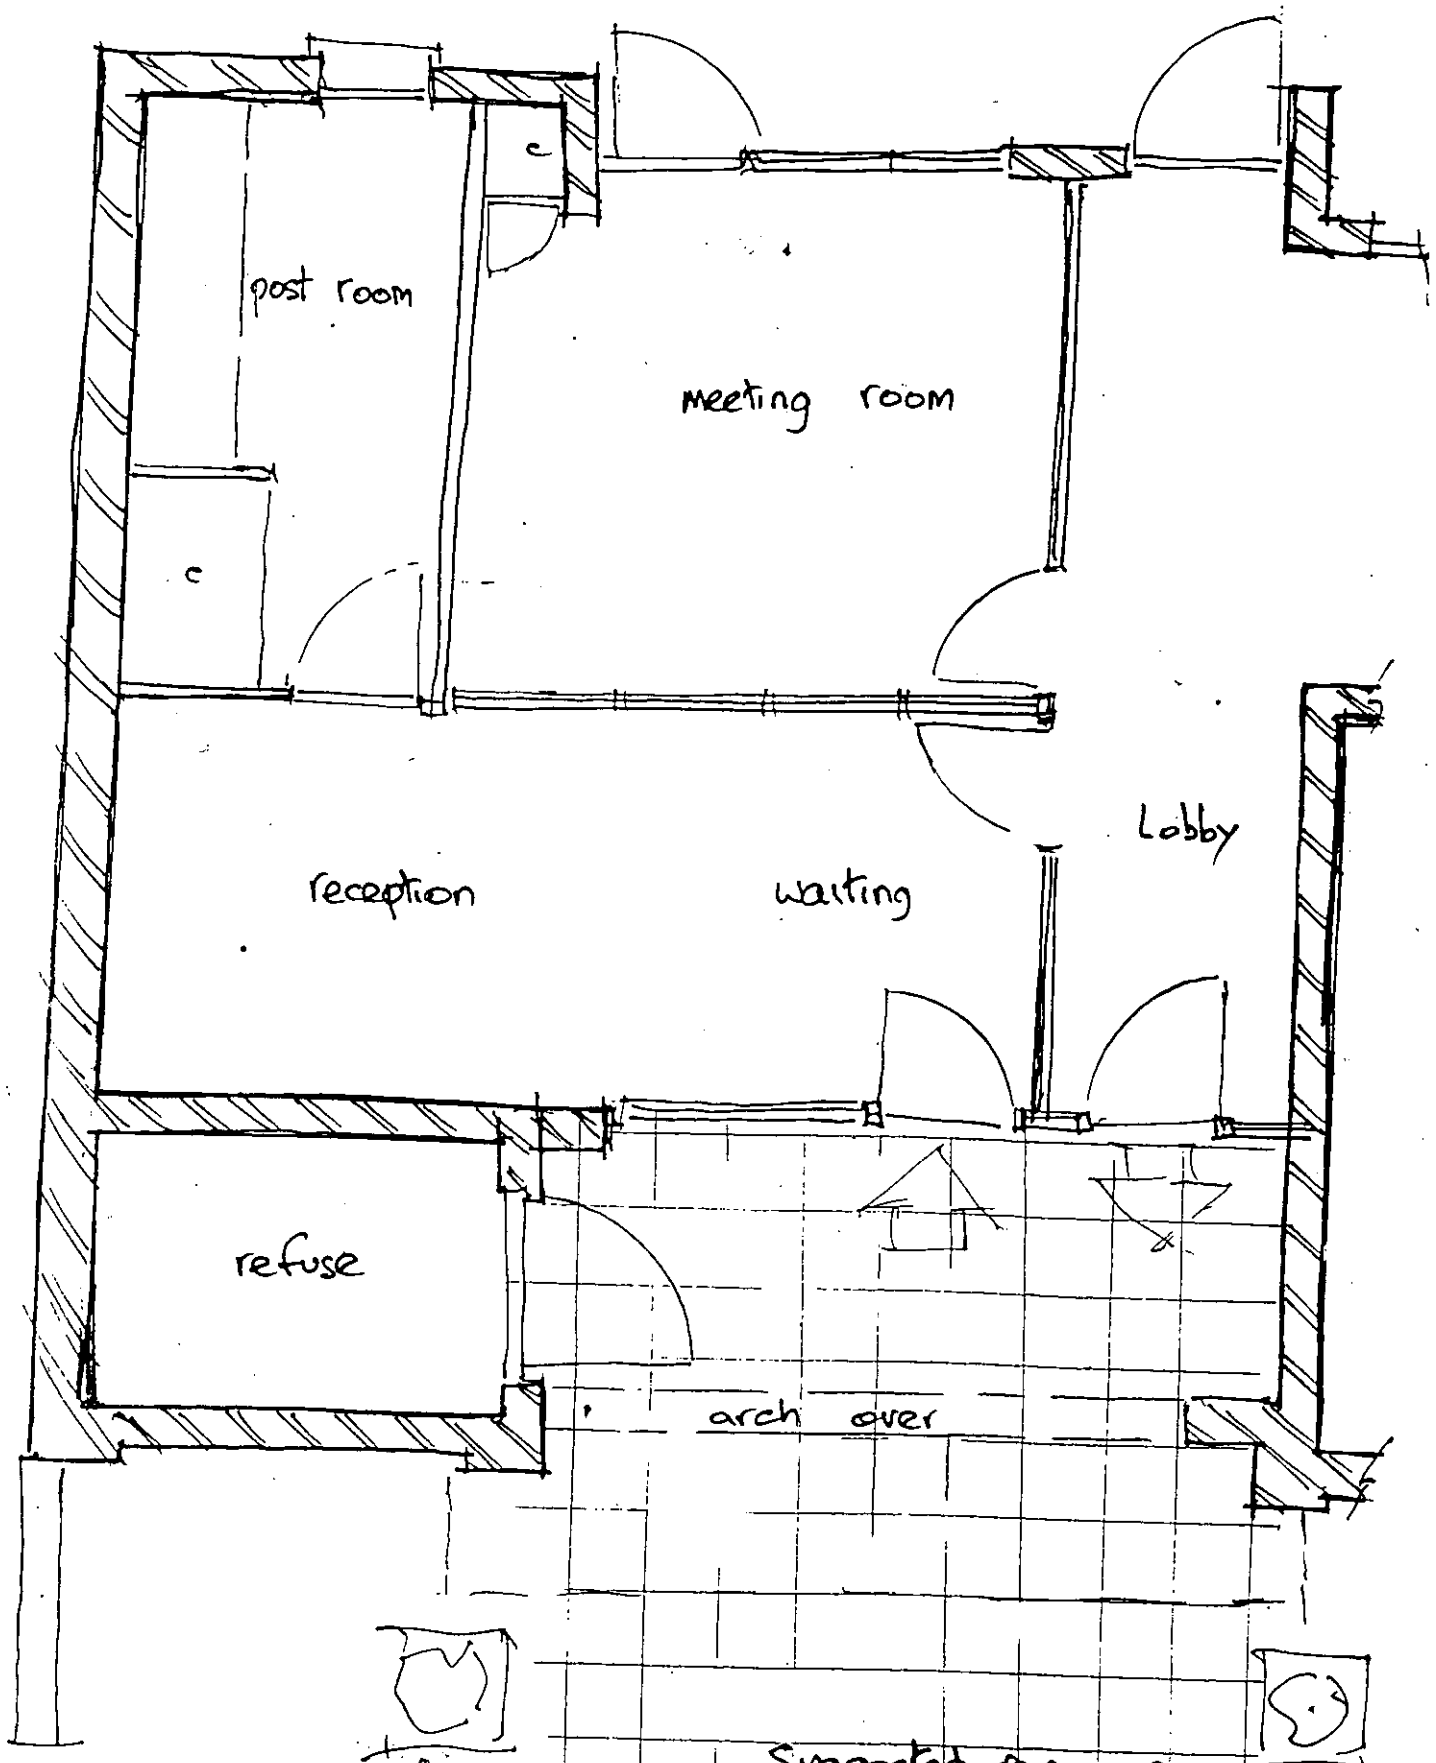 c
post room
meeting room
c
Lobby
reception
waiting
refuse
arch over